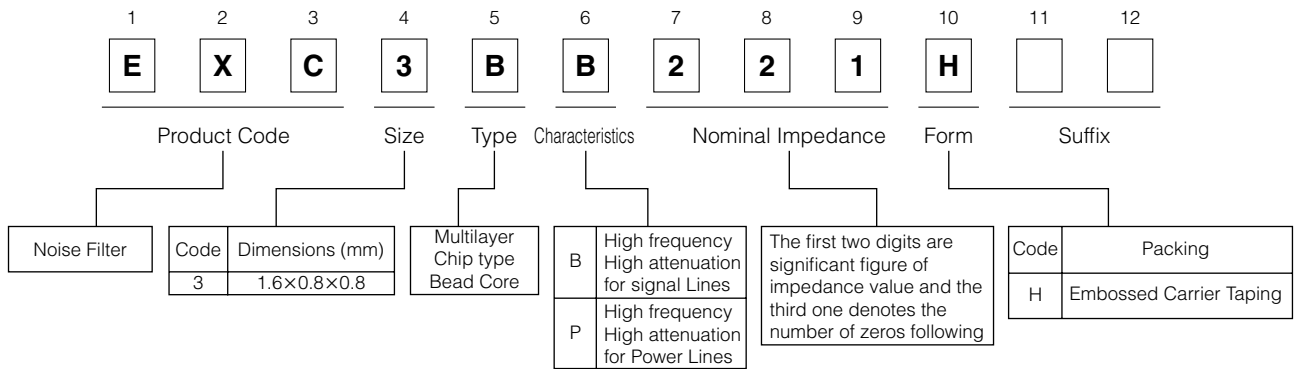 1 2 3 4 5 6 7 8 9 10 11 12
E X C 3 B B 2 2 1 H
Product Code Size Type Characteristics Nominal Impedance Form Suffix
Noise Filter
Code Dimensions (mm)
3 1.6×0.8×0.8
Multilayer
Chip type
Bead Core
B
High frequency
High attenuation
for signal Lines
P
High frequency
High attenuation
for Power Lines
The first two digits are
significant figure of
impedance value and the
third one denotes the
number of zeros following
Code Packing
H Embossed Carrier Taping